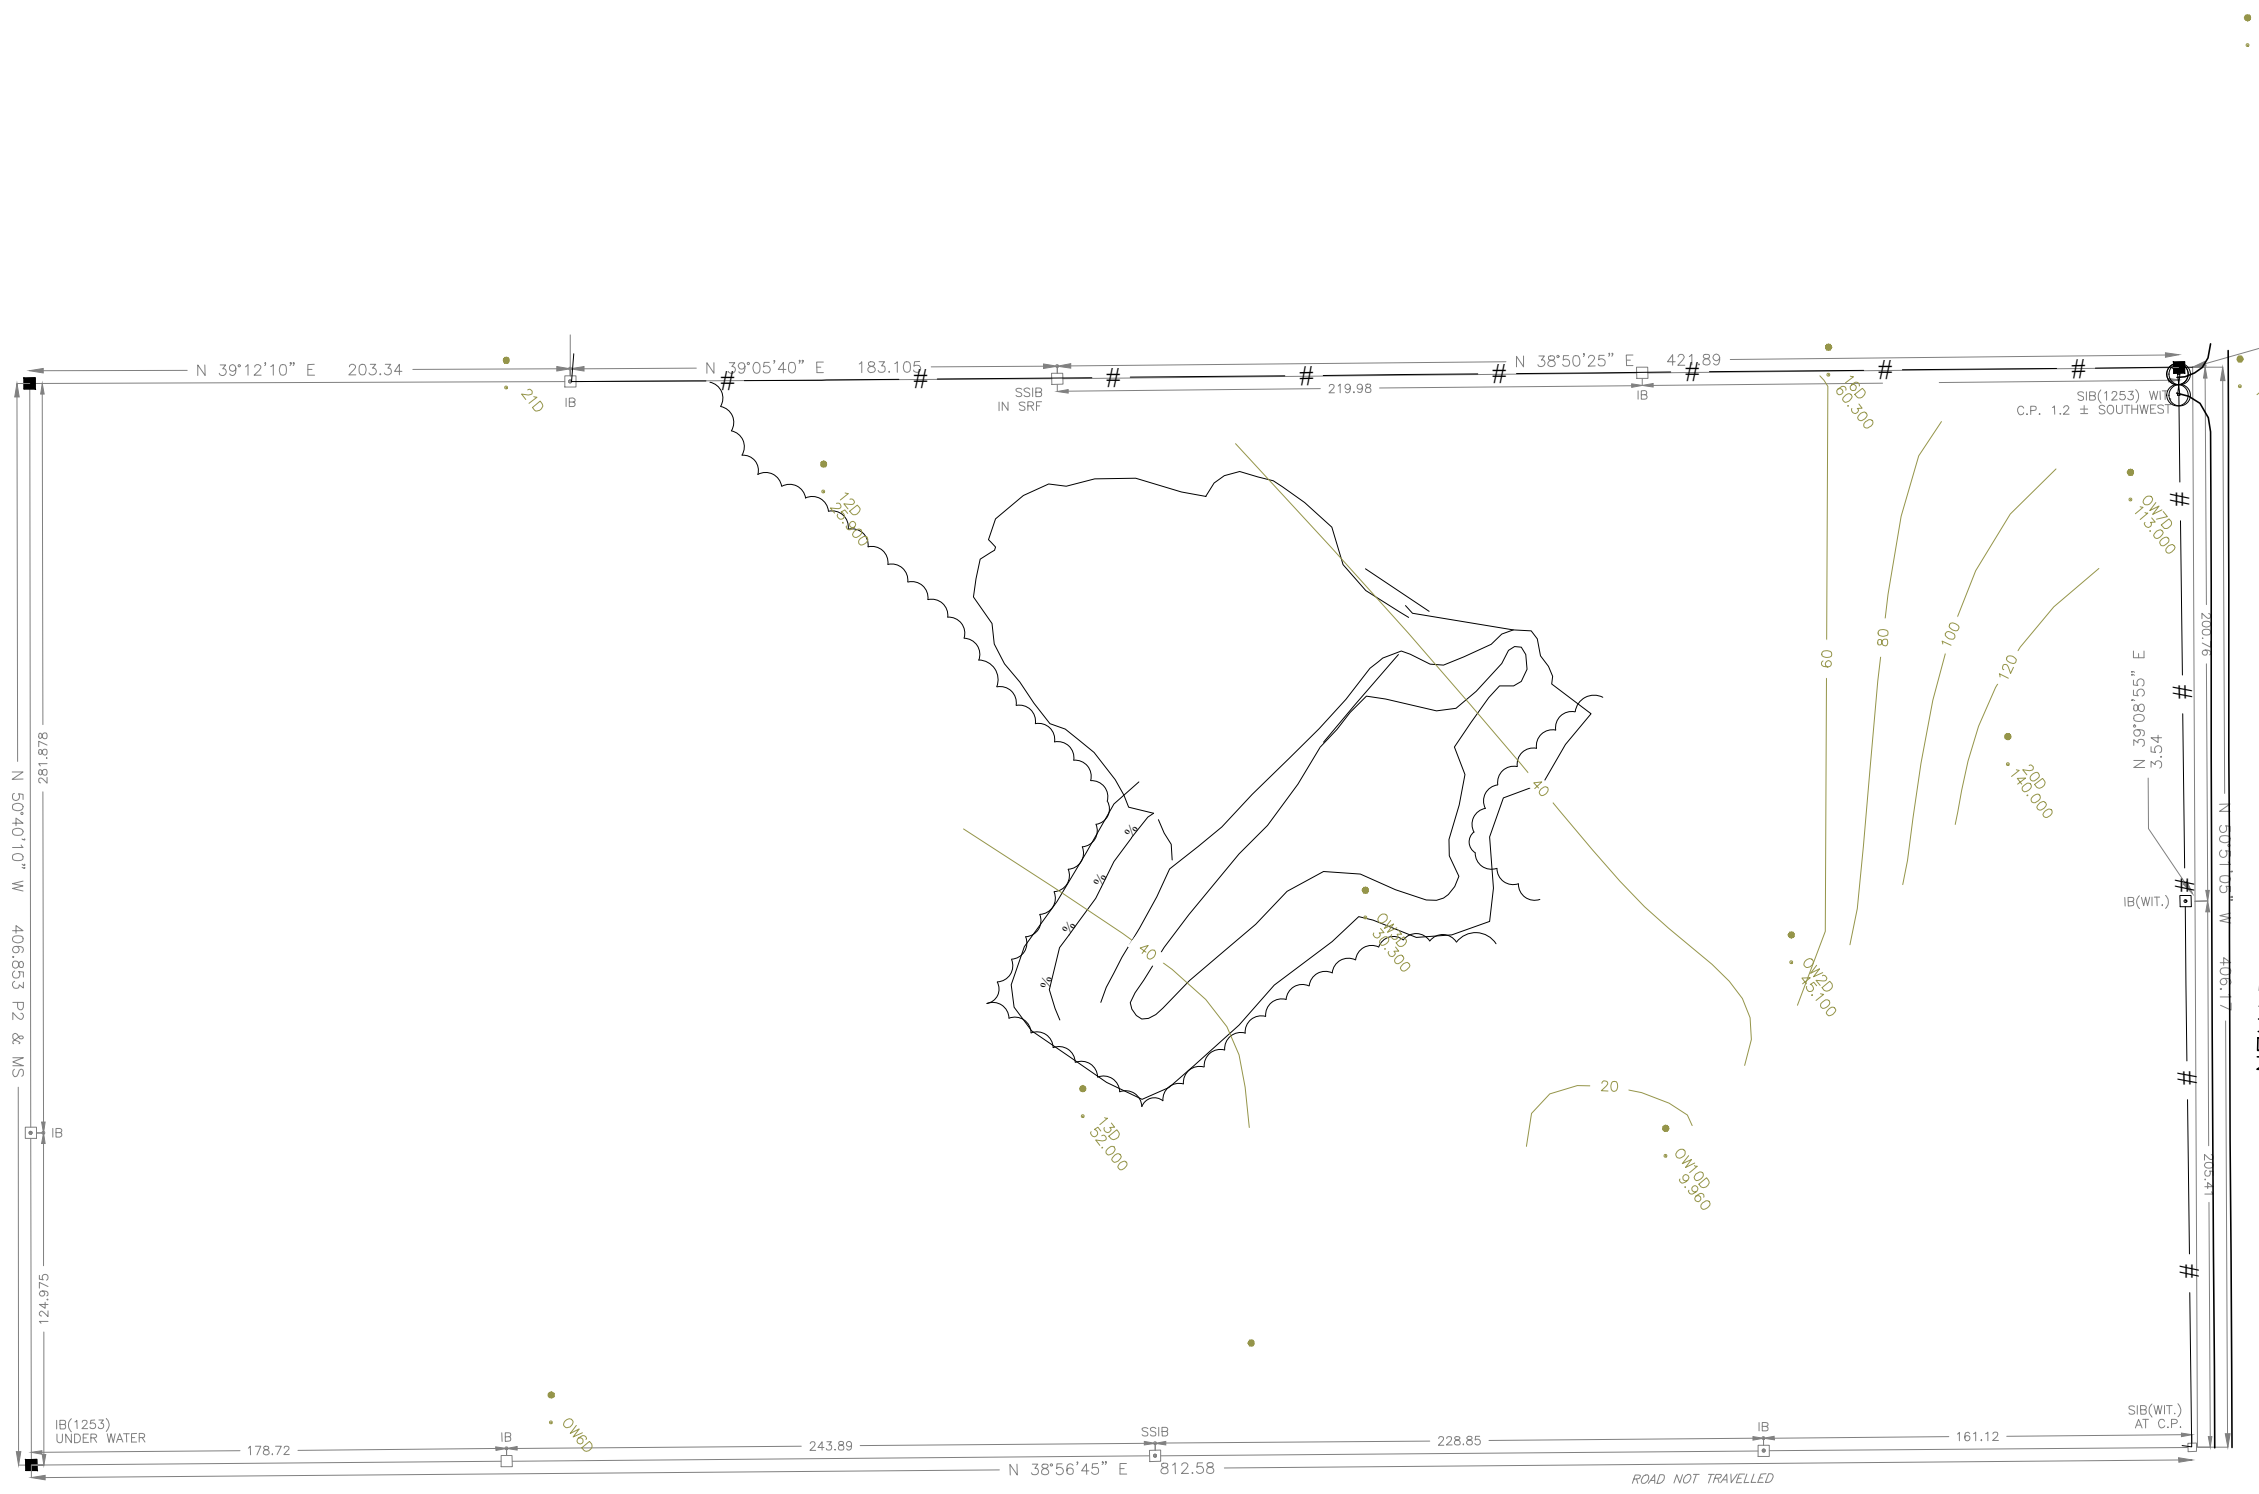 N 39°12'10" E 203.34
N 39°05'40" E 183.105
N 38°50'25" E 421.89
21D
IB
SSIB
IN SRF
219.98
IB
16D
60.300
SIB(1253) WIT
C.P. 1.2 ± SOUTHWEST
12D
25.900
OW7D
113.000
60
80
100
120
200.76
N 39°08'55" E
3.54
281.878
N 50°40'10" W 406.853 P2 & MS
20D
140.000
40
N 50°51'05" W 406.17
IB(WIT.)
40
OW3D
30.300
OW2D
45.100
20
IB
13D
52.000
OW10D
9.960
205.41
124.975
IB(1253)
UNDER WATER
OW6D
SIB(WIT.)
AT C.P.
IB
SSIB
IB
178.72
243.89
228.85
161.12
N 38°56'45" E 812.58
ROAD NOT TRAVELLED